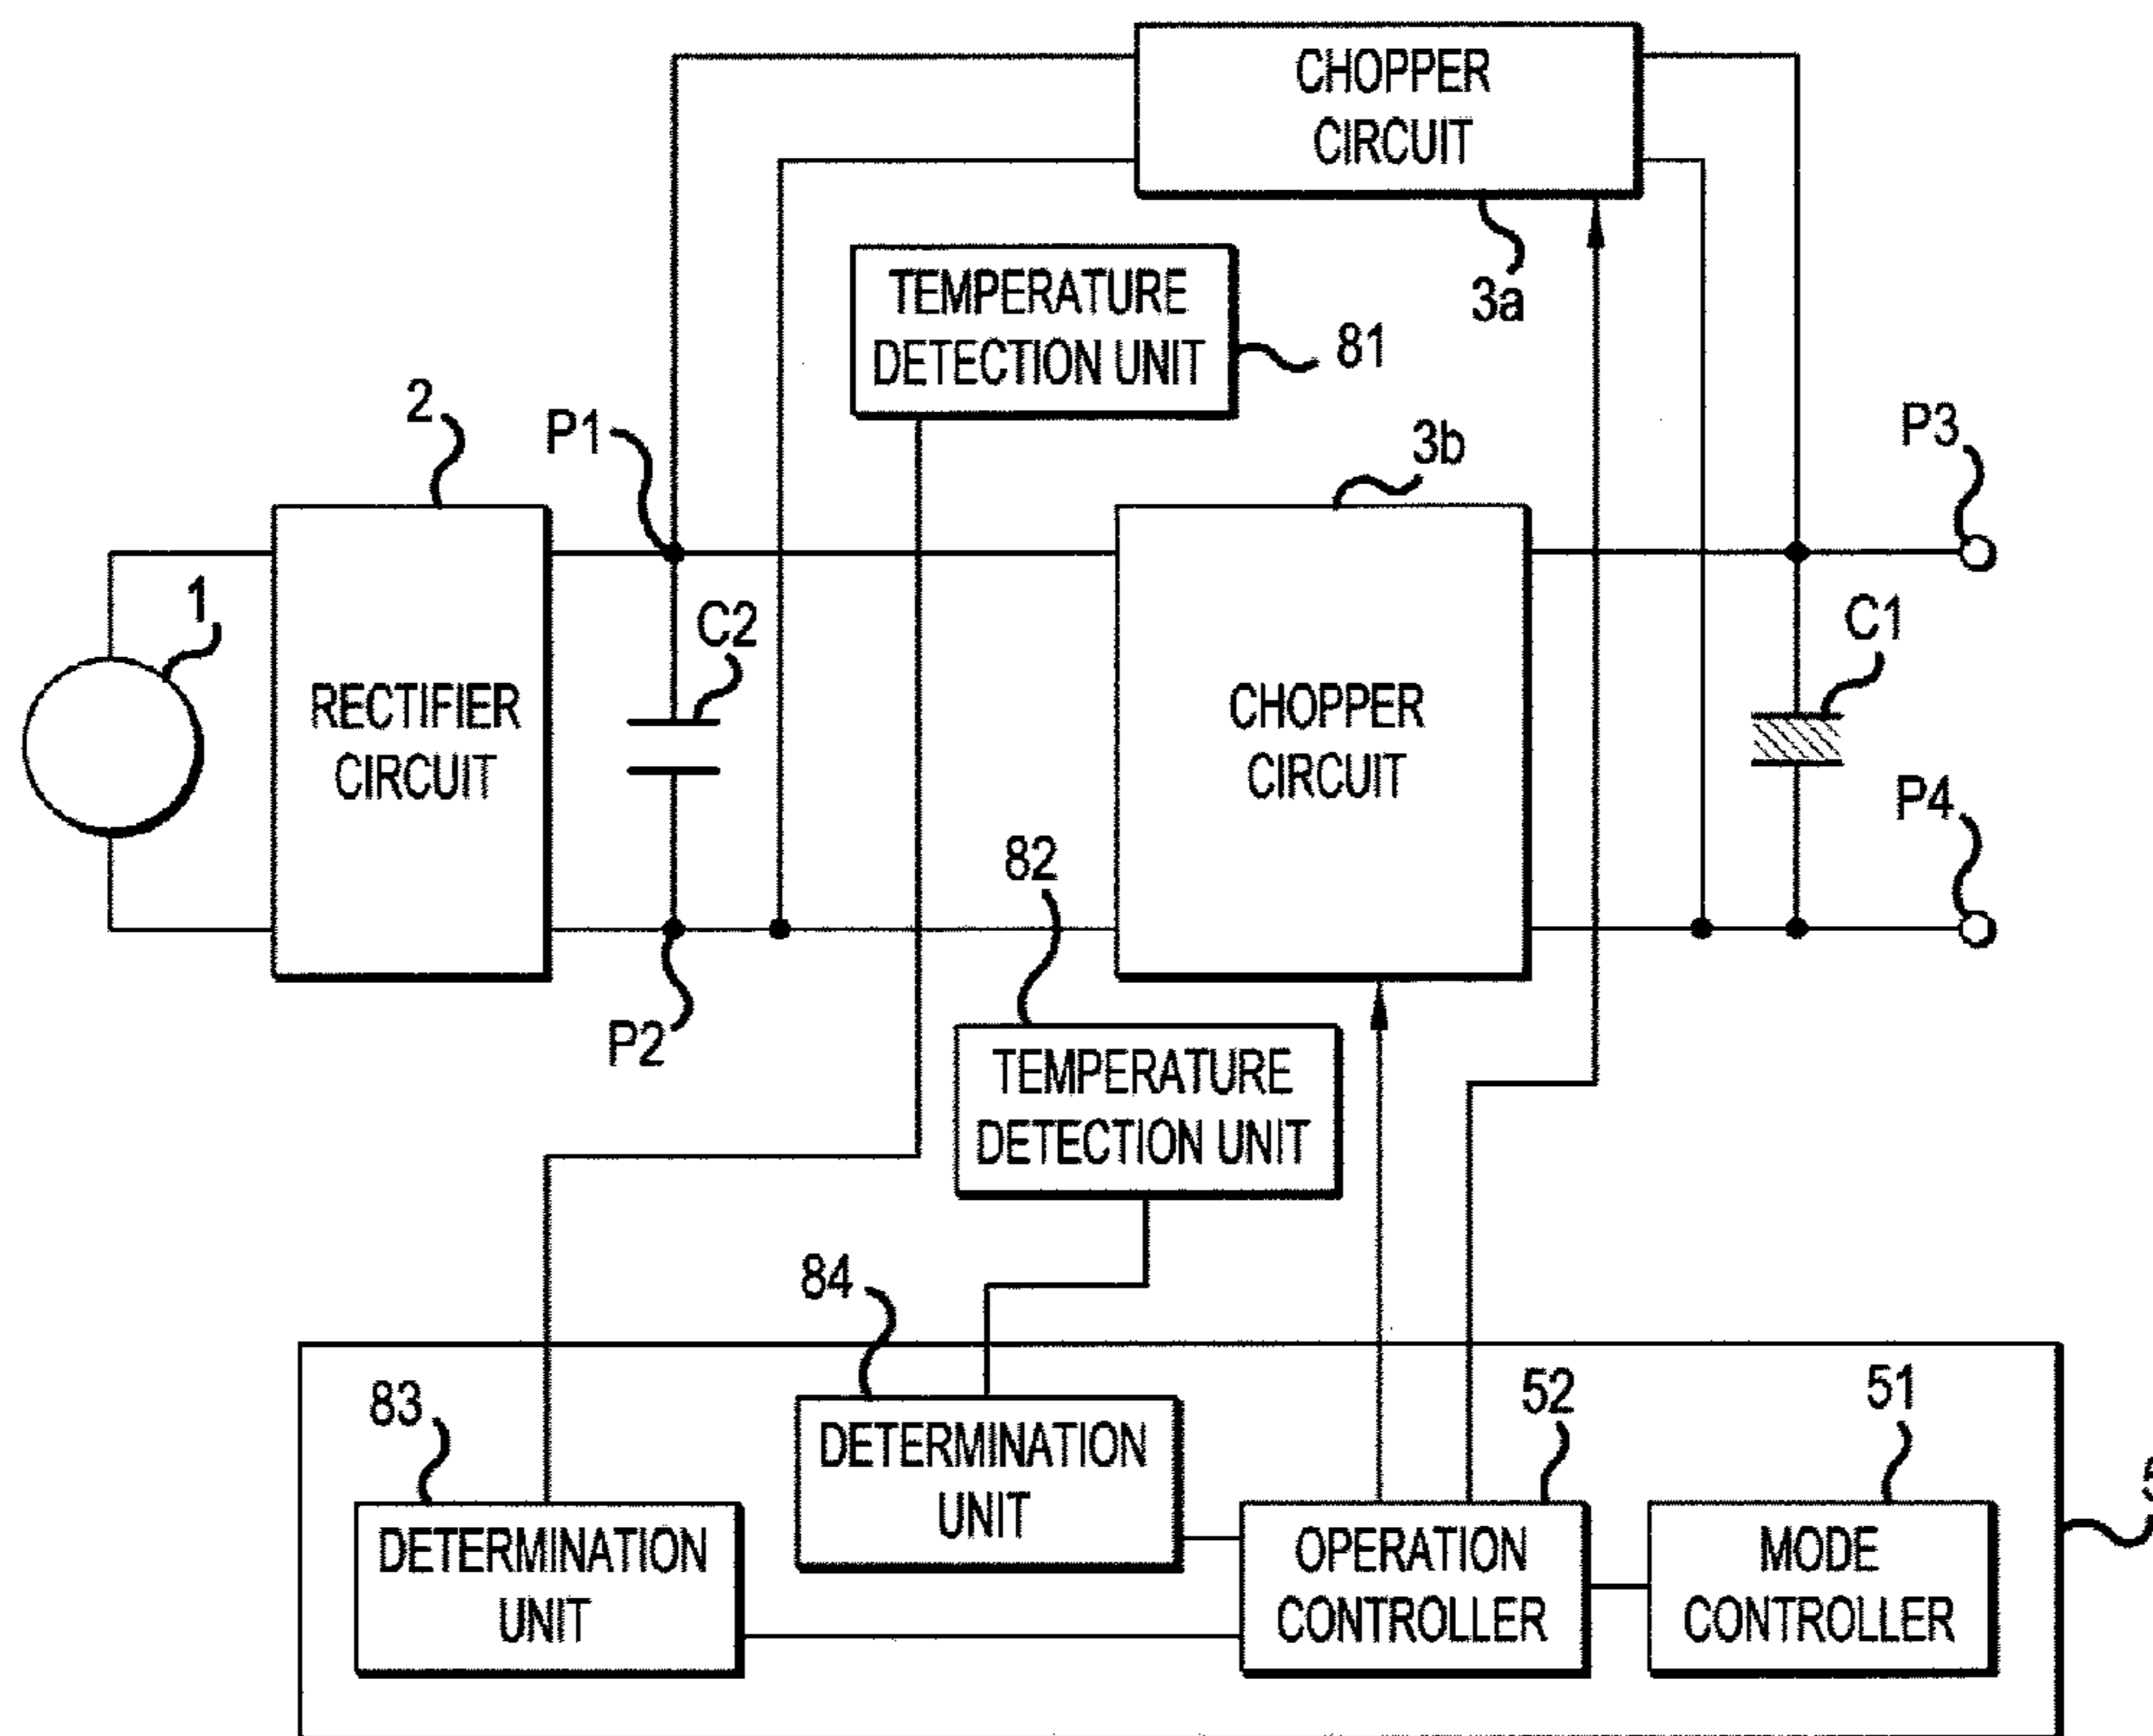 CHOPPER
CIRCUIT
3a
TEMPERATURE
DETECTION UNIT
81
2
P1
3b
P3
1
RECTIFIER
CIRCUIT
C2
CHOPPER
CIRCUIT
C1
P4
82
P2
TEMPERATURE
DETECTION UNIT
84
83
DETERMINATION
UNIT
52
51
5
DETERMINATION
UNIT
OPERATION
CONTROLLER
MODE
CONTROLLER